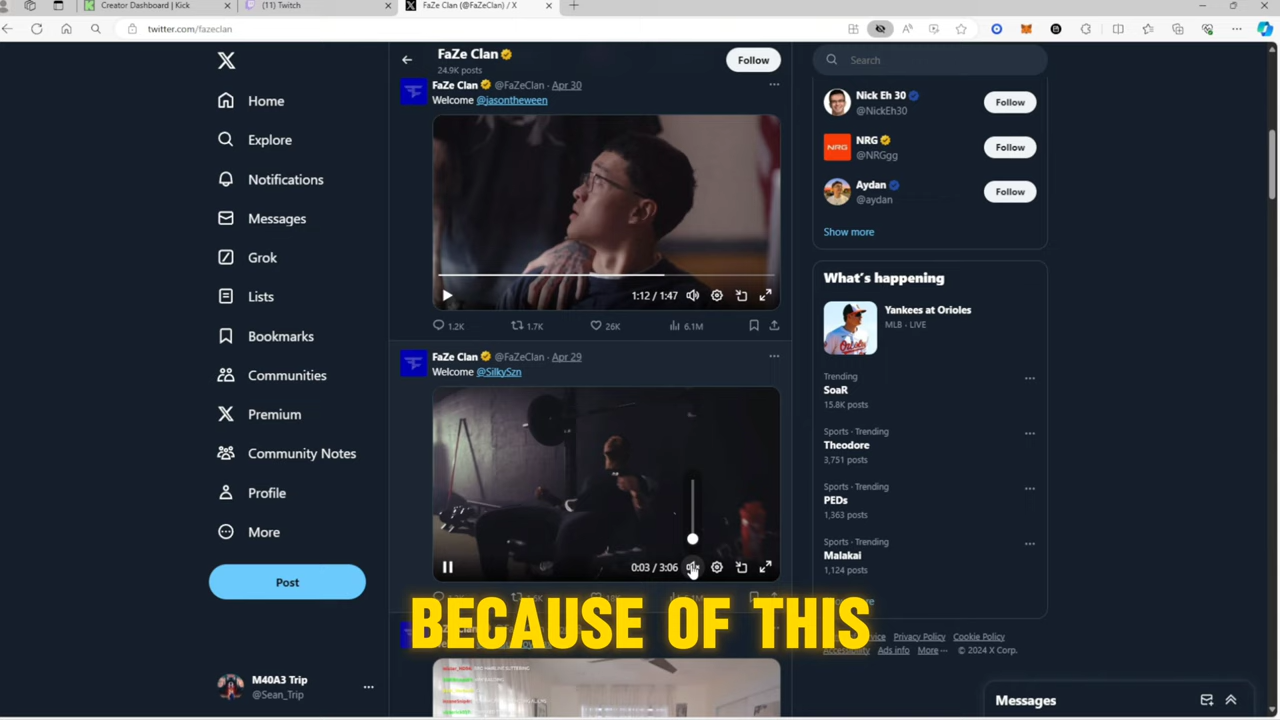 Creator Dashboard | Kick
(11) Twitch
FaZe Clan (@FaZeClan) / X
twitter.com/fazeclan
Home
Explore
Notifications
Messages
Grok
Lists
Bookmarks
Communities
Premium
Community Notes
Profile
More
Post
M40A3 Trip
@Sean_Trip
FaZe Clan
24.9K posts
Follow
FaZe Clan @FaZeClan · Apr 30
Welcome @jasontheween
1:12 / 1:47
1.2K 1.7K 26K 6.1M
FaZe Clan @FaZeClan · Apr 29
Welcome @SilkySzn
0:03 / 3:06
BECAUSE OF THIS
Search
Nick Eh 30
@NickEh30
Follow
NRG
@NRGgg
Follow
Aydan
@aydan
Follow
Show more
What's happening
Yankees at Orioles
MLB · LIVE
Trending
SoaR
15.8K posts
Sports · Trending
Theodore
3,751 posts
Sports · Trending
PEDs
1,363 posts
Sports · Trending
Malakai
1,124 posts
Privacy Policy Cookie Policy
Accessibility Ads info More ··· © 2024 X Corp.
Messages